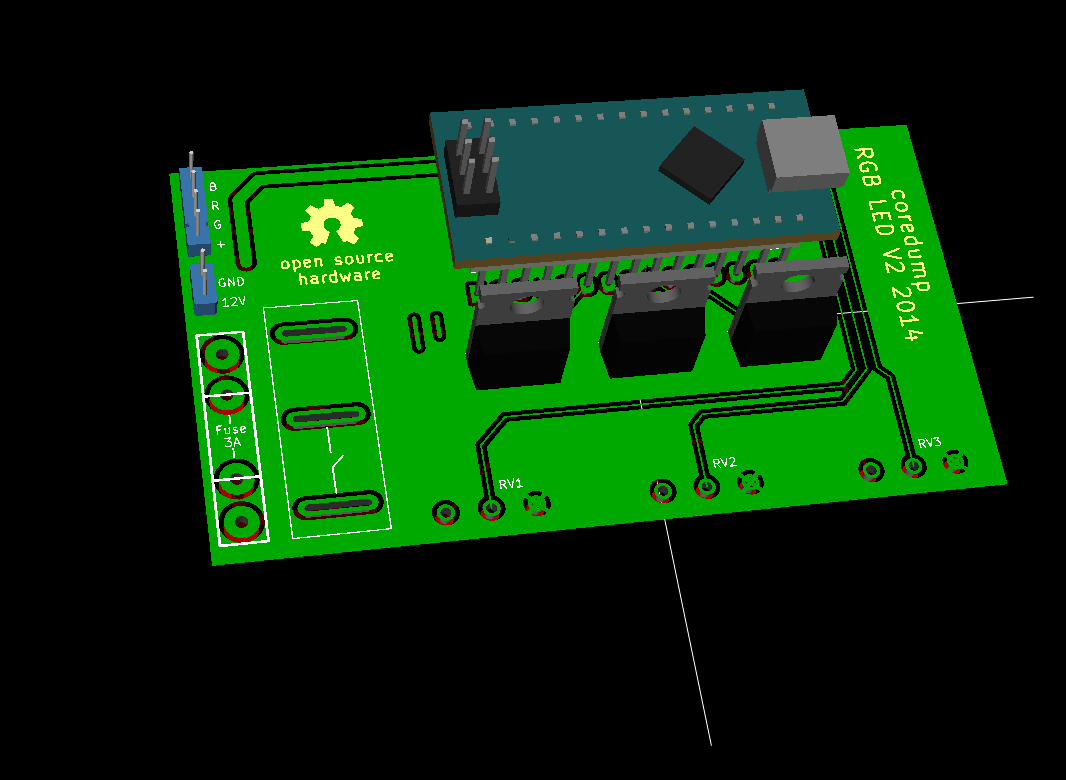 B
R
G
+
GND
12V
open source
hardware
Fuse
3A
RV1
RV2
RV3
coredump
RGB LED V2 2014